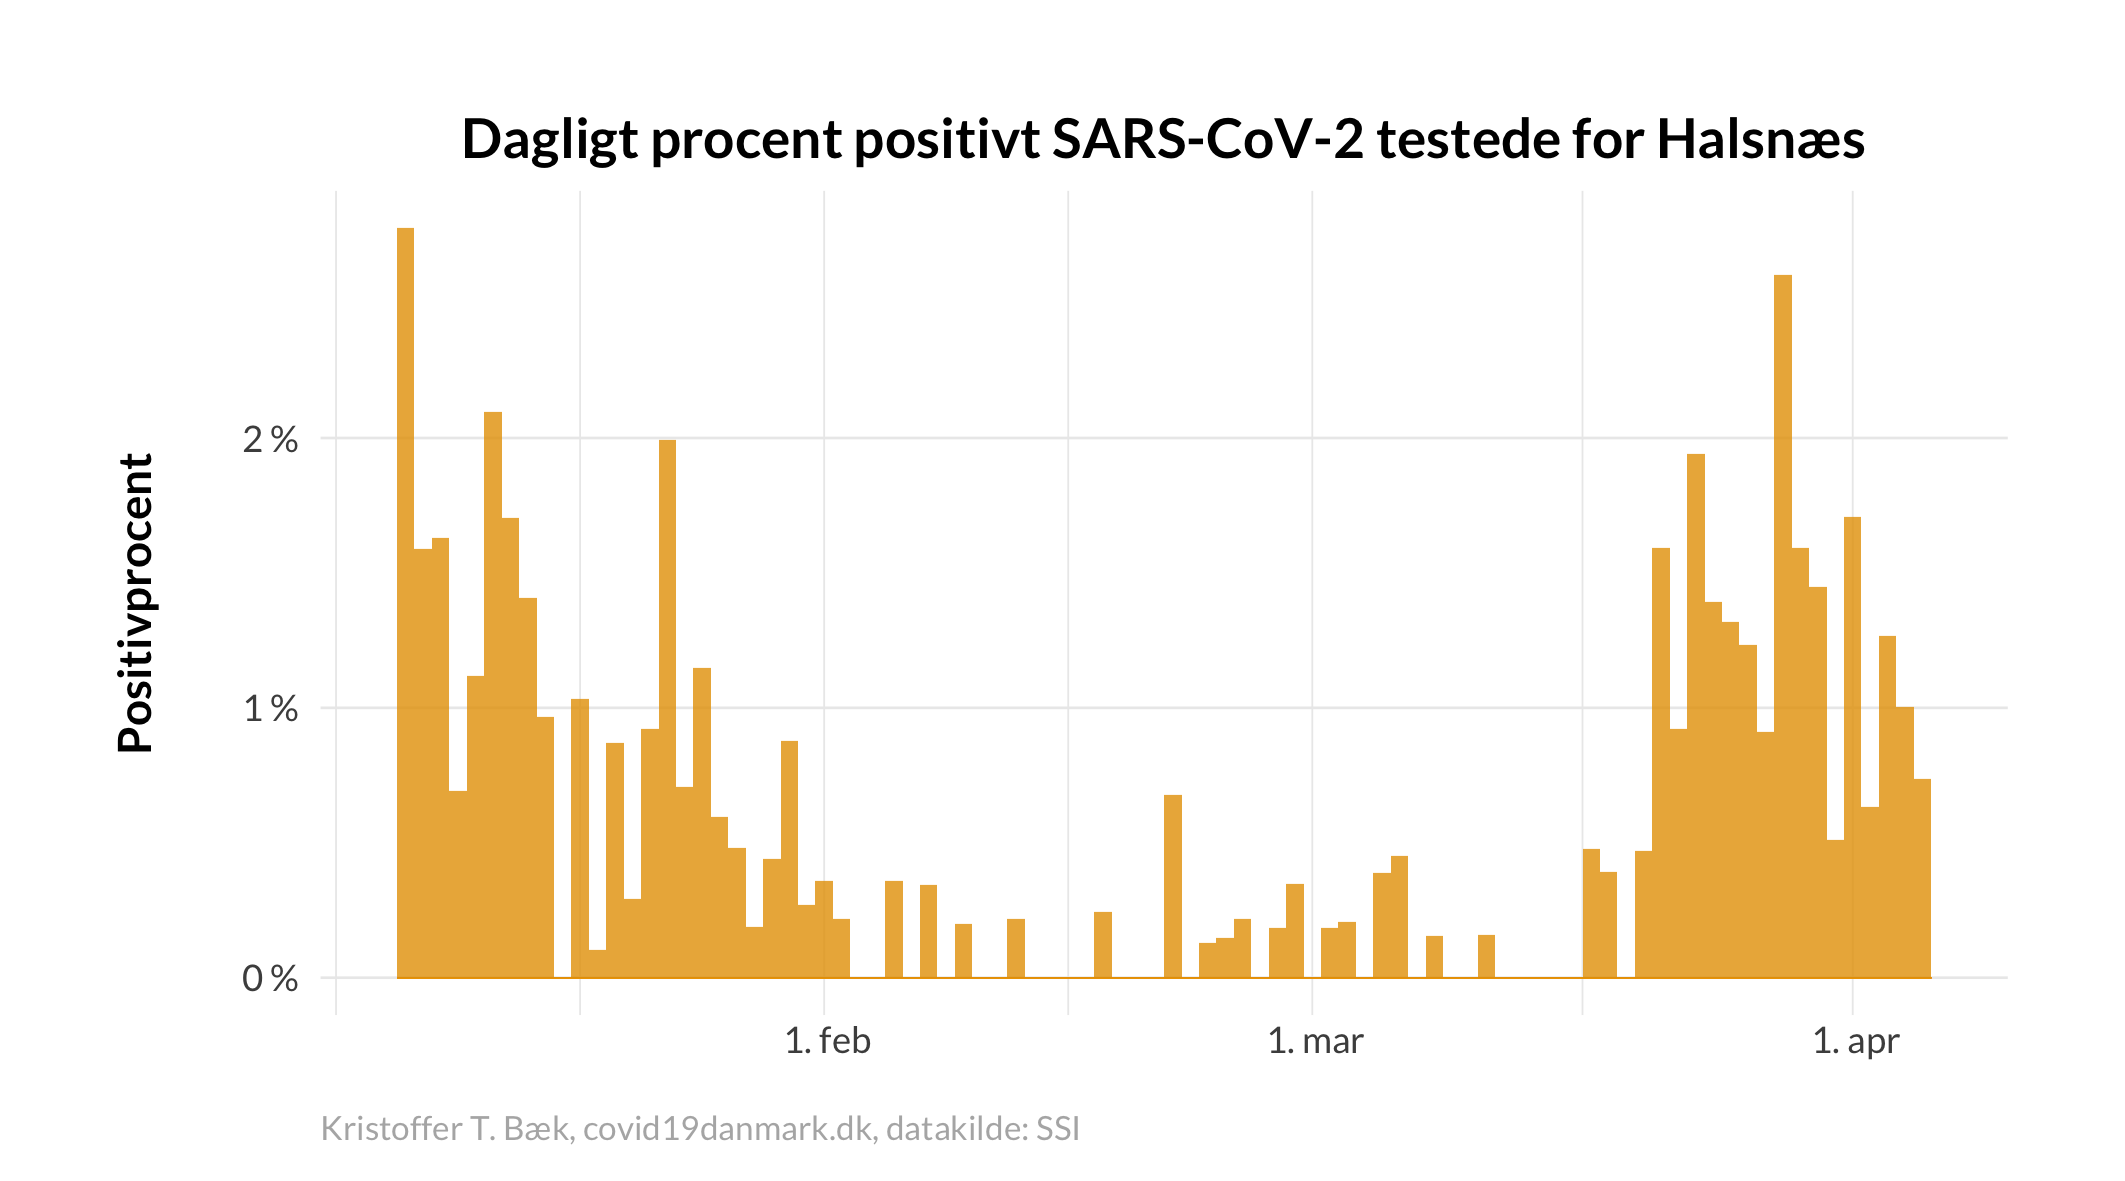 Dagligt procent positivt SARS-CoV-2 testede for Halsnæs
Positivprocent
2 %
1 %
0 %
1. feb
1. mar
1. apr
Kristoffer T. Bæk, covid19danmark.dk, datakilde: SSI